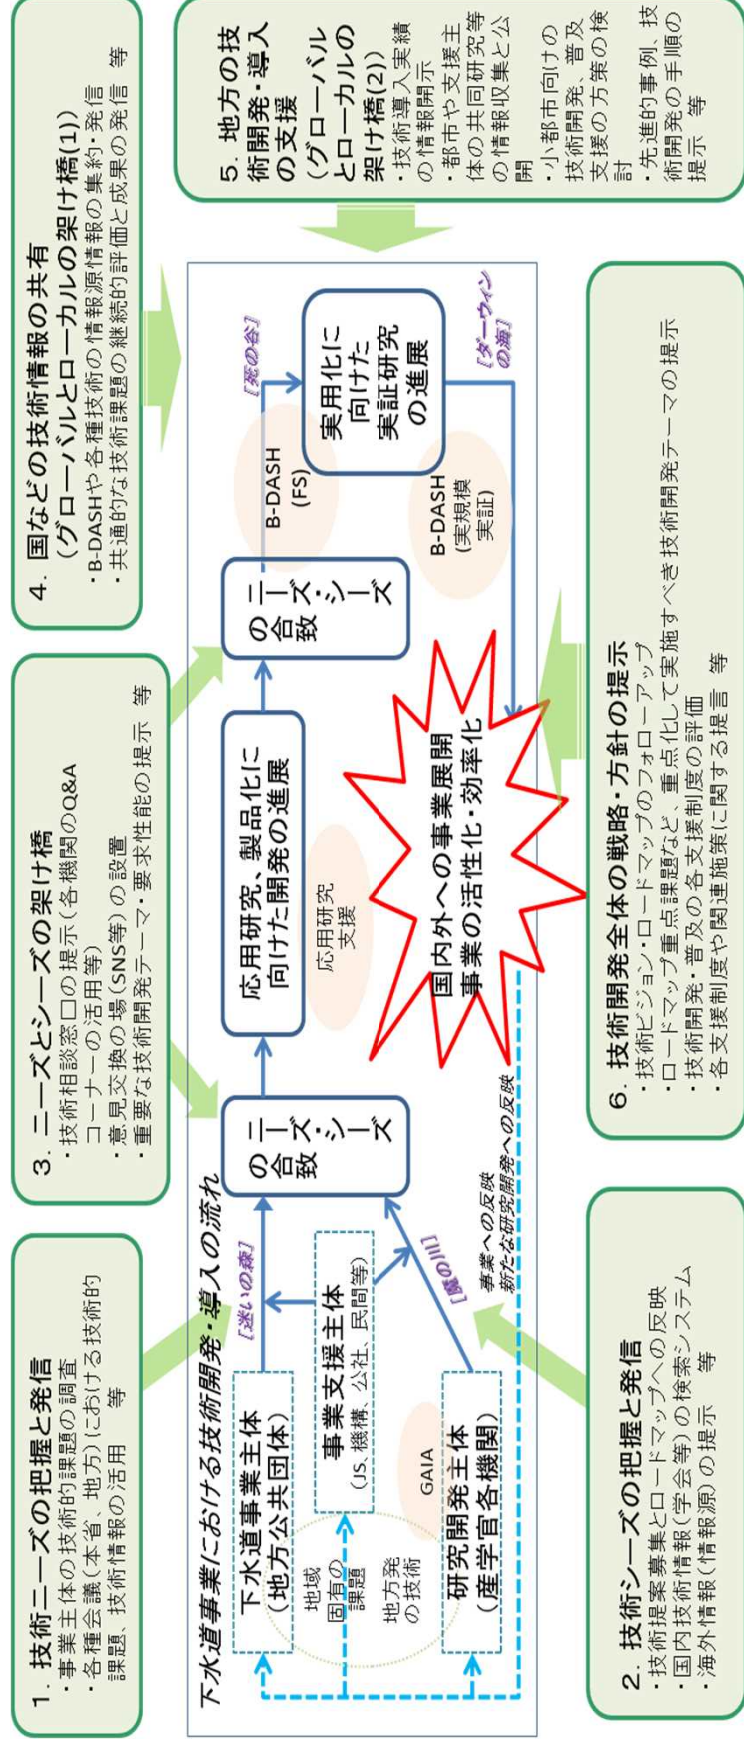 1. 技術ニーズの把握と発信
・事業主体の技術的課題の調査
・各種会議(本省、地方)における技術的
課題、技術情報の活用　等
3. ニーズとシーズの架け橋
・技術相談窓口の提示(各機関のQ&A
コーナーの活用等)
・意見交換の場(SNS等)の設置
・重要な技術開発テーマ・要求性能の提示　等
4. 国などの技術情報の共有
(グローバルとローカルの架け橋(1))
・B-DASHや各種技術の情報源情報の集約・発信
・共通的な技術課題の継続的評価と成果の発信　等
5. 地方の技
術開発・導入
の支援
(グローバル
とローカルの
架け橋(2))
・技術導入実績
の情報開示
・都市や支援主
体の共同研究等
の情報収集と公
開
・小都市向けの
技術開発、普及
支援の方策の検
討
・先進的事例、技
術開発の手順の
提示　等
下水道事業における技術開発・導入の流れ
下水道事業主体
(地方公共団体)
地域
固有の
課題
地方発
の技術
事業支援主体
(JS、機構、公社、民間等)
GAIA
研究開発主体
(産学官各機関)
[迷いの森]
[魔の川]
ニーズ・シーズ
の合致
応用研究、製品化に
向けた開発の進展
応用研究
支援
ニーズ・シーズ
の合致
B-DASH
(FS)
[死の谷]
実用化に
向けた
実証研究
の進展
B-DASH
(実規模
実証)
[ダーウィン
の海]
国内外への事業展開
事業の活性化・効率化
事業への反映
新たな研究開発への反映
2. 技術シーズの把握と発信
・技術提案募集とロードマップへの反映
・国内技術情報(学会等)の検索システム
・海外情報(情報源)の提示　等
6. 技術開発全体の戦略・方針の提示
・技術ビジョン・ロードマップのフォローアップ
・ロードマップ重点課題など、重点化して実施すべき技術開発テーマの提示
・技術開発・普及の各支援制度の評価
・各支援制度や関連施策に関する提言　等